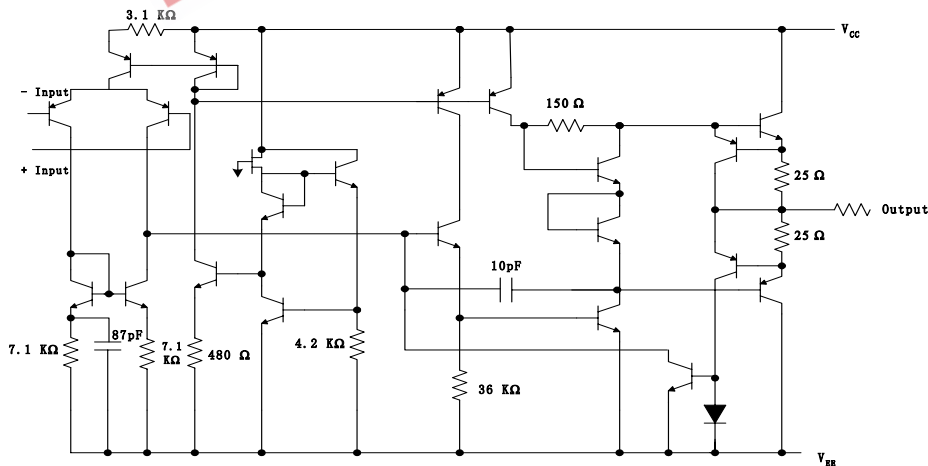 3.1 KΩ
V_CC
- Input
150 Ω
+ Input
25 Ω
Output
25 Ω
10pF
87pF
7.1 KΩ
7.1 KΩ
480 Ω
4.2 KΩ
36 KΩ
V_EE